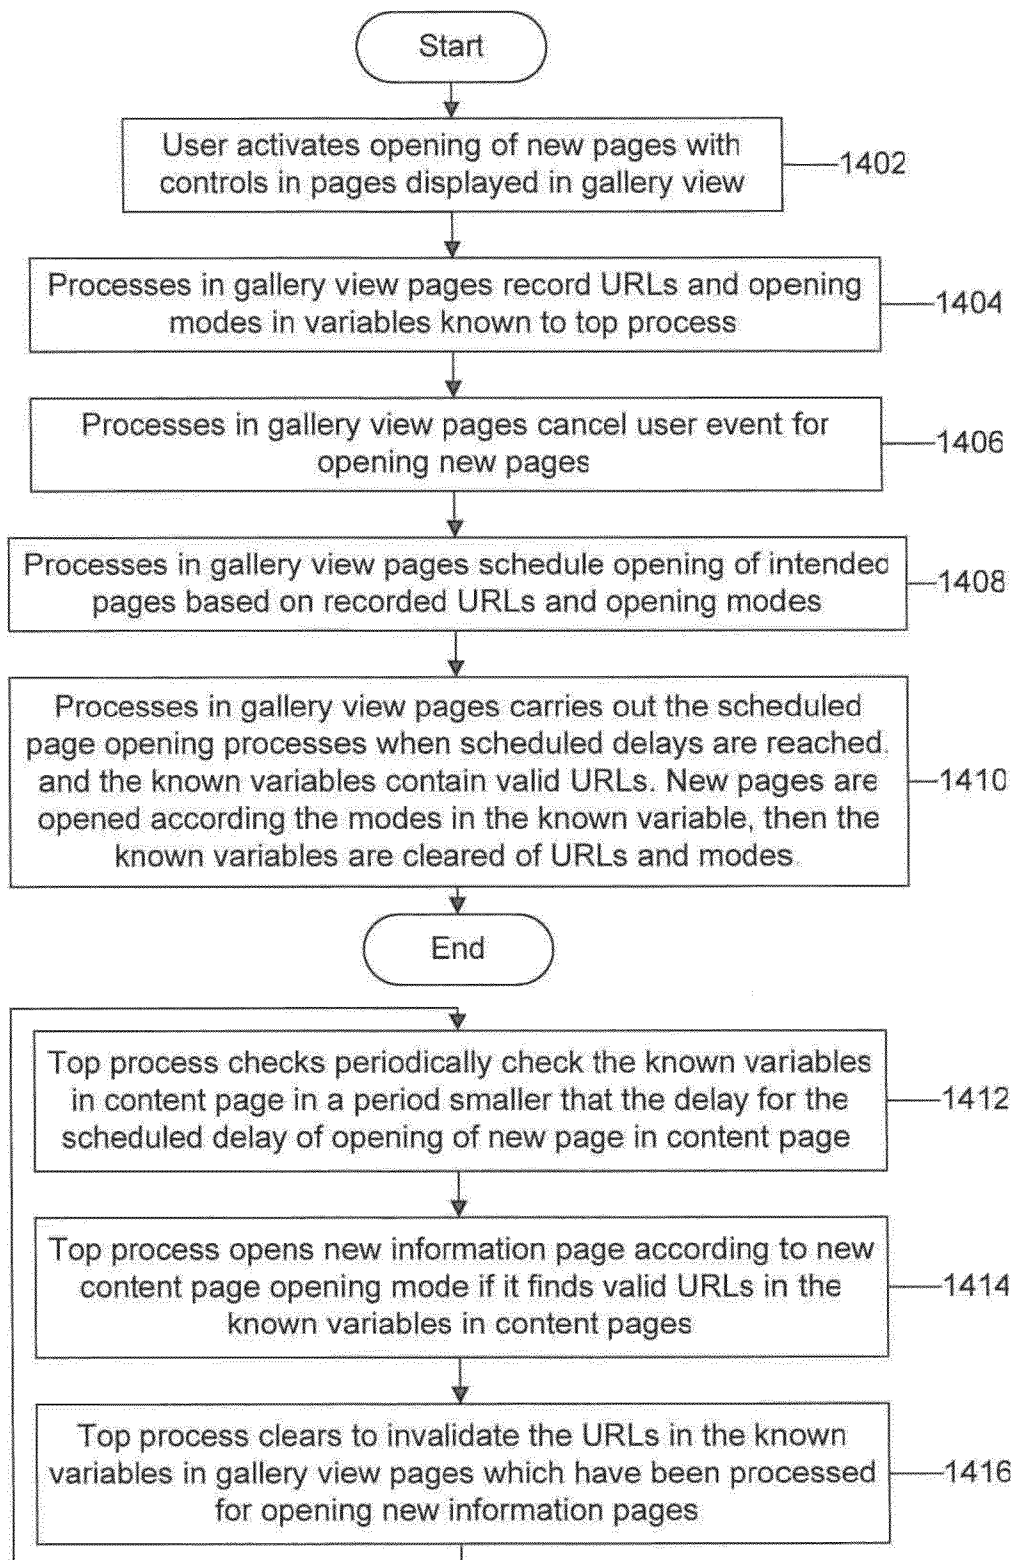 Start
User activates opening of new pages with
controls in pages displayed in gallery view
1402
Processes in gallery view pages record URLs and opening
modes in variables known to top process
1404
Processes in gallery view pages cancel user event for
opening new pages
1406
Processes in gallery view pages schedule opening of intended
pages based on recorded URLs and opening modes
1408
Processes in gallery view pages carries out the scheduled
page opening processes when scheduled delays are reached
and the known variables contain valid URLs. New pages are
opened according the modes in the known variable, then the
known variables are cleared of URLs and modes
1410
End
Top process checks periodically check the known variables
in content page in a period smaller that the delay for the
scheduled delay of opening of new page in content page
1412
Top process opens new information page according to new
content page opening mode if it finds valid URLs in the
known variables in content pages
1414
Top process clears to invalidate the URLs in the known
variables in gallery view pages which have been processed
for opening new information pages
1416